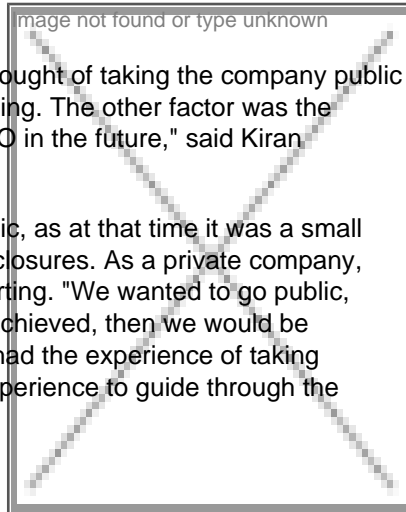 Image not found or type unknown
ought of taking the company public
ing. The other factor was the
O in the future," said Kiran
ic, as at that time it was a small
closures. As a private company,
rting. "We wanted to go public,
chieved, then we would be
had the experience of taking
xperience to guide through the